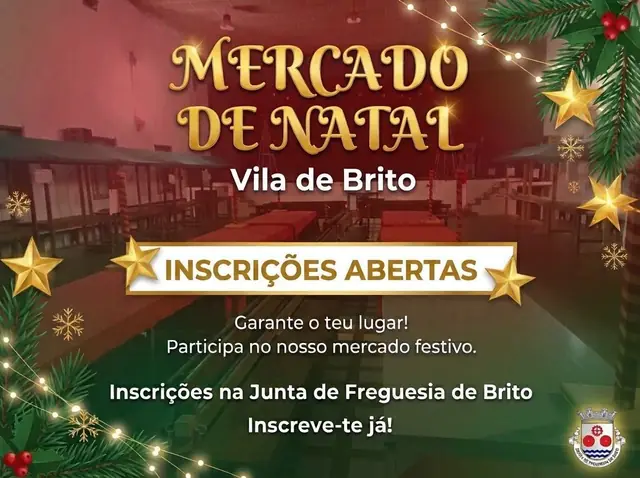 MERCADO
DE NATAL
Vila de Brito
INSCRIÇÕES ABERTAS
Garante o teu lugar!
Participa no nosso mercado festivo.
Inscrições na Junta de Freguesia de Brito
Inscreve-te já!